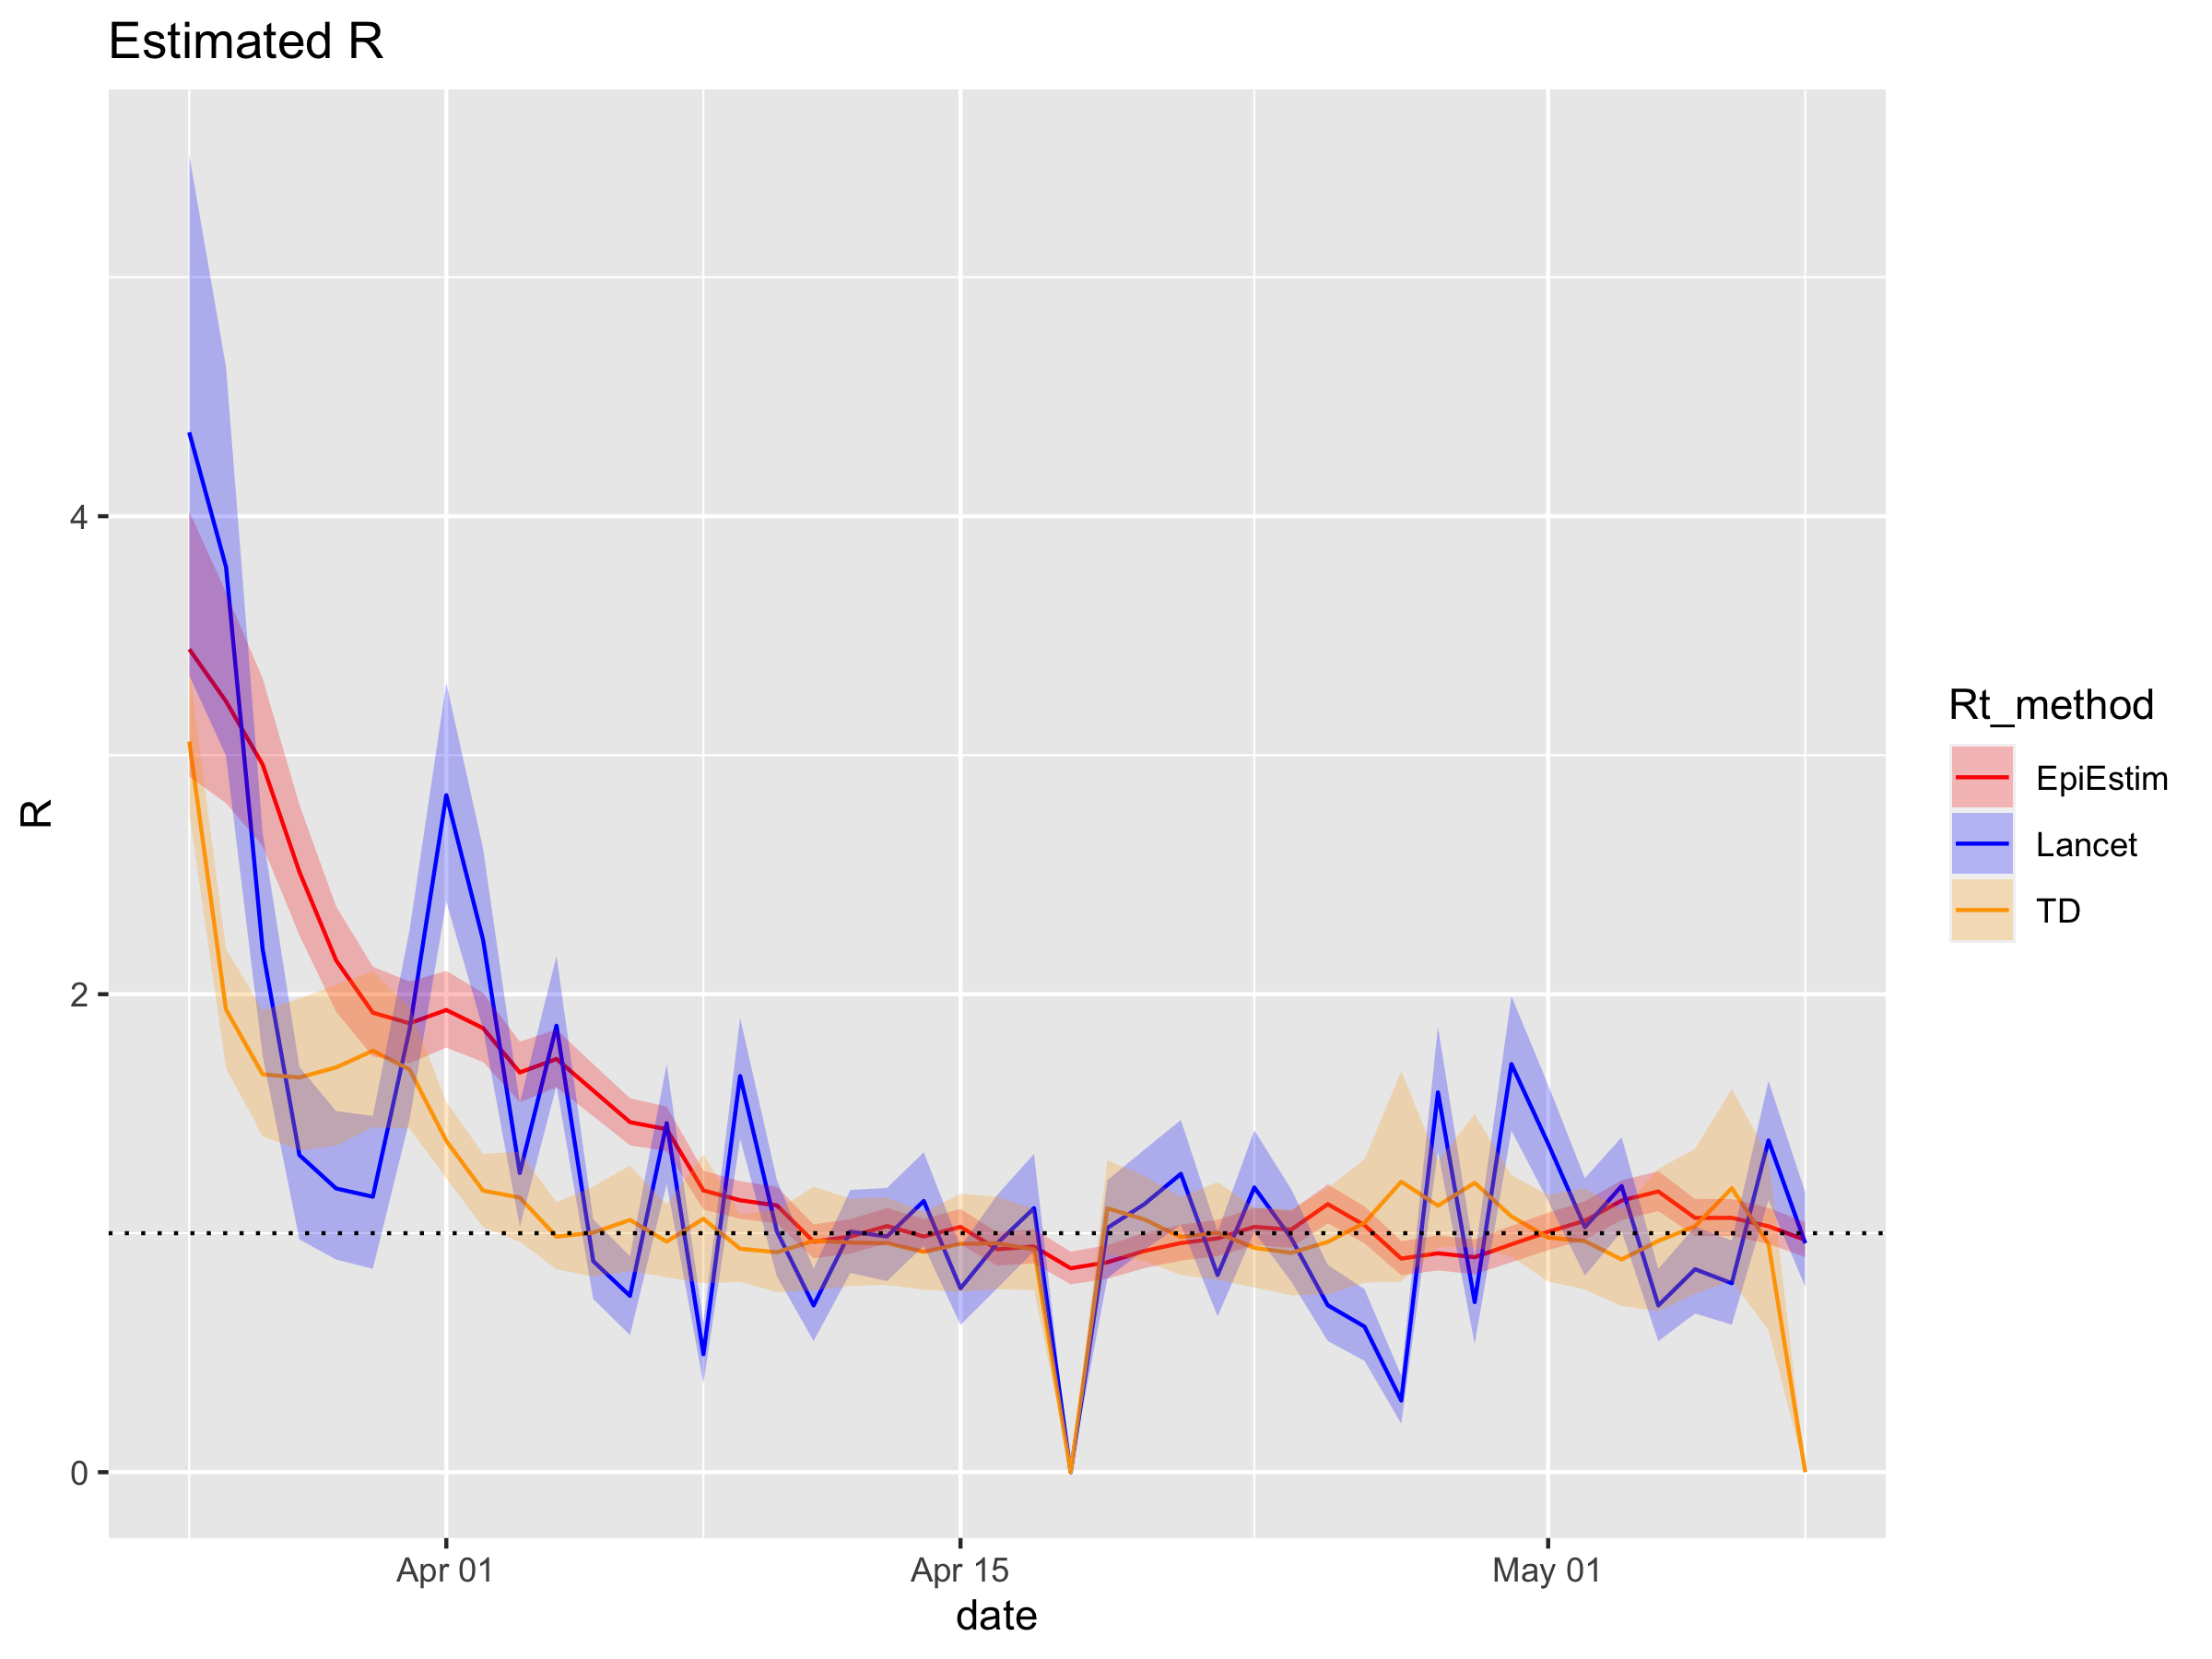 Estimated R
R
4
2
0
Apr 01
Apr 15
May 01
date
Rt_method
EpiEstim
Lancet
TD